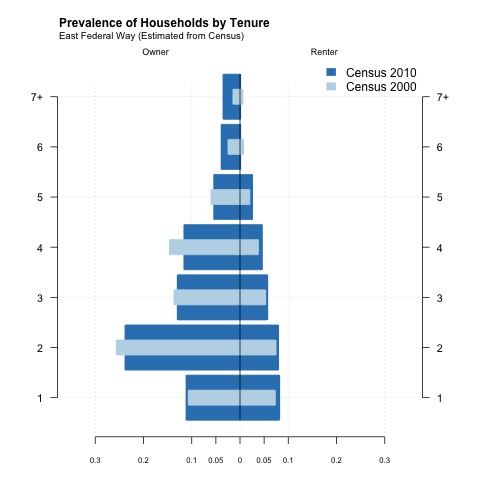 Prevalence of Households by Tenure
East Federal Way (Estimated from Census)
Owner Renter
Census 2010
Census 2000
7+ 7+
6 6
5 5
4 4
3 3
2 2
1 1
0.3 0.2 0.1 0.05 0 0.05 0.1 0.2 0.3